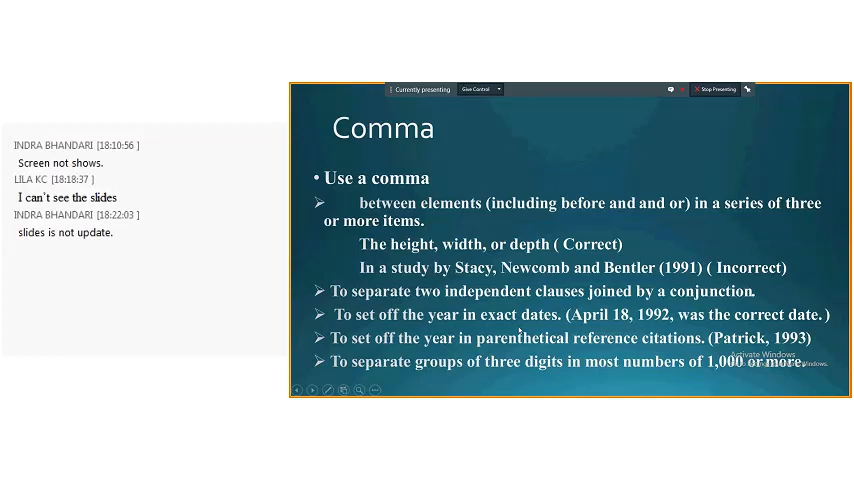 INDRA BHANDARI [18:10:56 ]
Screen not shows.
LILA KC [18:18:37 ]
I can't see the slides
INDRA BHANDARI [18:22:03 ]
slides is not update.
Currently presenting Give Control Stop Presenting
Comma
• Use a comma
➢ between elements (including before and and or) in a series of three
or more items.
The height, width, or depth ( Correct)
In a study by Stacy, Newcomb and Bentler (1991) ( Incorrect)
➢ To separate two independent clauses joined by a conjunction.
➢ To set off the year in exact dates. (April 18, 1992, was the correct date. )
➢ To set off the year in parenthetical reference citations. (Patrick, 1993)
Activate Windows
➢ To separate groups of three digits in most numbers of 1,000 or more.
Windows.